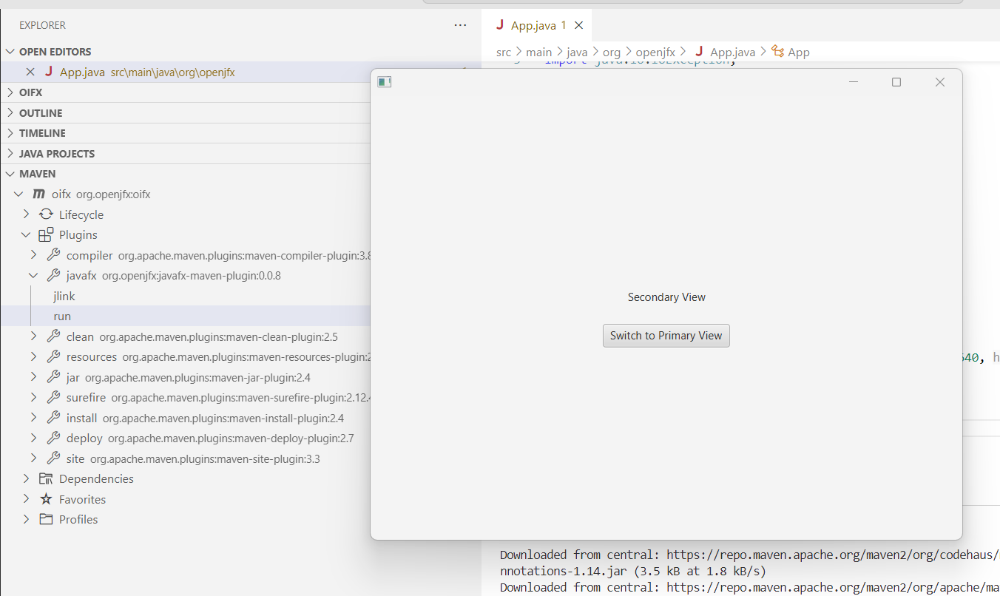 EXPLORER
OPEN EDITORS
App.java src\main\java\org\openjfx
OIFX
OUTLINE
TIMELINE
JAVA PROJECTS
MAVEN
oifx org.openjfx:oifx
Lifecycle
Plugins
compiler org.apache.maven.plugins:maven-compiler-plugin:3.8
javafx org.openjfx:javafx-maven-plugin:0.0.8
jlink
run
clean org.apache.maven.plugins:maven-clean-plugin:2.5
resources org.apache.maven.plugins:maven-resources-plugin:2
jar org.apache.maven.plugins:maven-jar-plugin:2.4
surefire org.apache.maven.plugins:maven-surefire-plugin:2.12.4
install org.apache.maven.plugins:maven-install-plugin:2.4
deploy org.apache.maven.plugins:maven-deploy-plugin:2.7
site org.apache.maven.plugins:maven-site-plugin:3.3
Dependencies
Favorites
Profiles
J App.java 1
src > main > java > org > openjfx > J App.java > App
import java.io.IOException;
Secondary View
Switch to Primary View
640, h
Downloaded from central: https://repo.maven.apache.org/maven2/org/codehaus/
nnotations-1.14.jar (3.5 kB at 1.8 kB/s)
Downloaded from central: https://repo.maven.apache.org/maven2/org/apache/ma